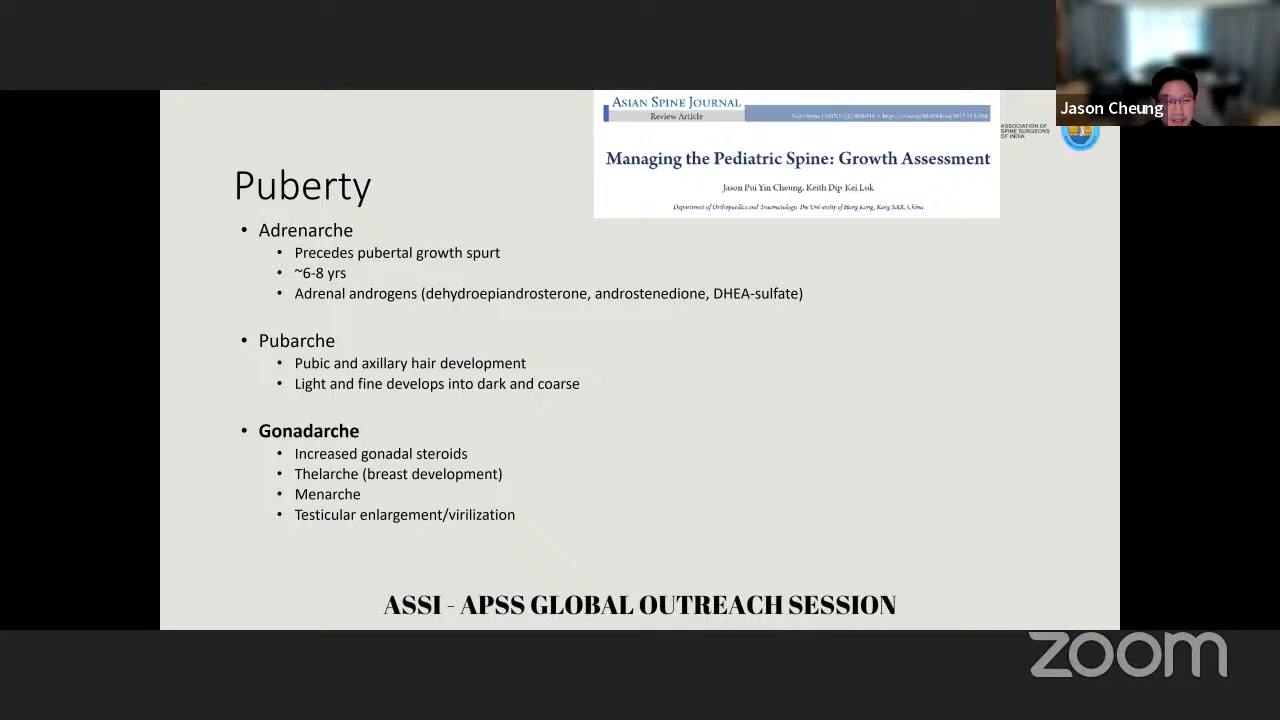 Jason Cheung
ASIAN SPINE JOURNAL
Review Article
ASSOCIATION OF
SPINE SURGEONS
OF INDIA
Managing the Pediatric Spine: Growth Assessment
Jason Pui Yin Cheung, Keith Dip-Kei Luk
Department of Orthopaedics and Traumatology, The University of Hong Kong, Hong Kong SAR, China
Puberty
• Adrenarche
• Precedes pubertal growth spurt
• ~6-8 yrs
• Adrenal androgens (dehydroepiandrosterone, androstenedione, DHEA-sulfate)
• Pubarche
• Pubic and axillary hair development
• Light and fine develops into dark and coarse
• Gonadarche
• Increased gonadal steroids
• Thelarche (breast development)
• Menarche
• Testicular enlargement/virilization
ASSI - APSS GLOBAL OUTREACH SESSION
zoom